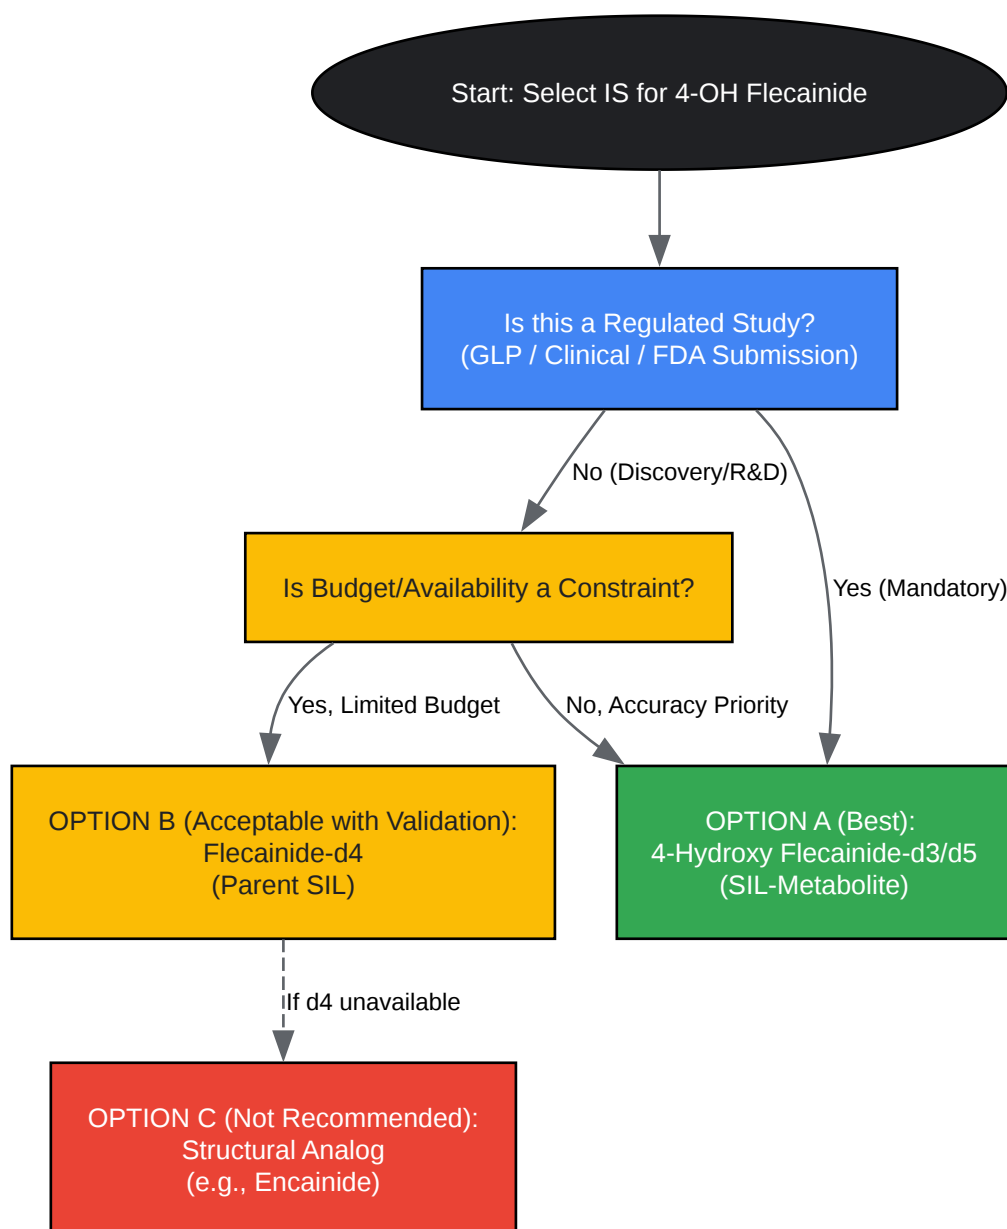 Start: Select IS for 4-OH Flecainide
Is this a Regulated Study?
(GLP / Clinical / FDA Submission)
No (Discovery/R&D)
Is Budget/Availability a Constraint?
Yes (Mandatory)
Yes, Limited Budget
No, Accuracy Priority
OPTION B (Acceptable with Validation):
Flecainide-d4
(Parent SIL)
OPTION A (Best):
4-Hydroxy Flecainide-d3/d5
(SIL-Metabolite)
If d4 unavailable
OPTION C (Not Recommended):
Structural Analog
(e.g., Encainide)